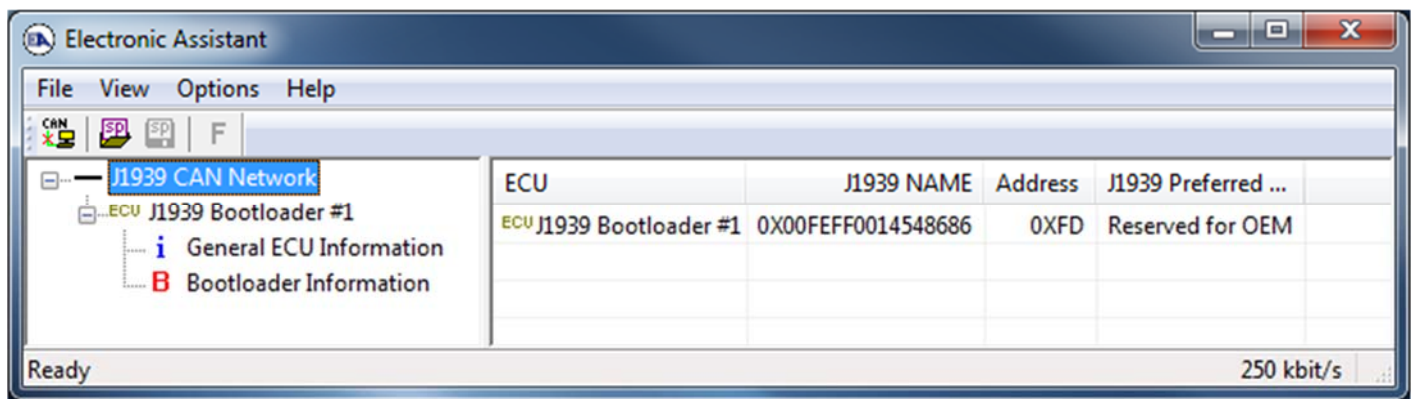 EA Electronic Assistant
File View Options Help
CAN SP SP F
J1939 CAN Network
ECU J1939 Bootloader #1
i General ECU Information
B Bootloader Information
ECU J1939 NAME Address J1939 Preferred ...
ECU J1939 Bootloader #1 0X00FEFF0014548686 0XFD Reserved for OEM
Ready 250 kbit/s